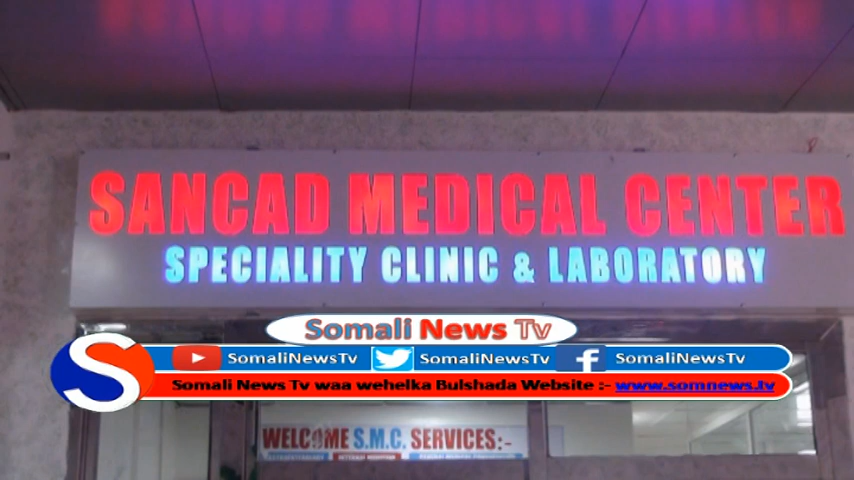 SANCAD MEDICAL CENTER
SPECIALITY CLINIC & LABORATORY
Somali News Tv
SomaliNewsTv SomaliNewsTv SomaliNewsTv
Somali News Tv waa wehelka Bulshada Website :- www.somnews.tv
WELCOME S.M.C. SERVICES:-